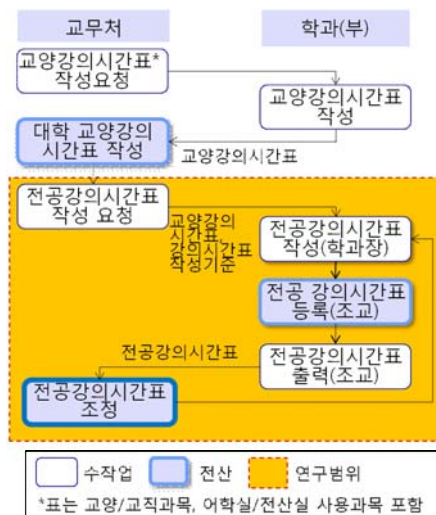 교무처
학과(부)
교양강의시간표*
작성요청
교양강의시간표
작성
대학 교양강의
시간표 작성
교양강의시간표
전공강의시간표
작성 요청
교양강의
시간표,
강의시간표
작성기준
전공강의시간표
작성(학과장)
전공 강의시간표
등록(조교)
전공강의시간표
전공강의시간표
출력(조교)
전공강의시간표
조정
수작업
전산
연구범위
*표는 교양/교직과목, 어학실/전산실 사용과목 포함